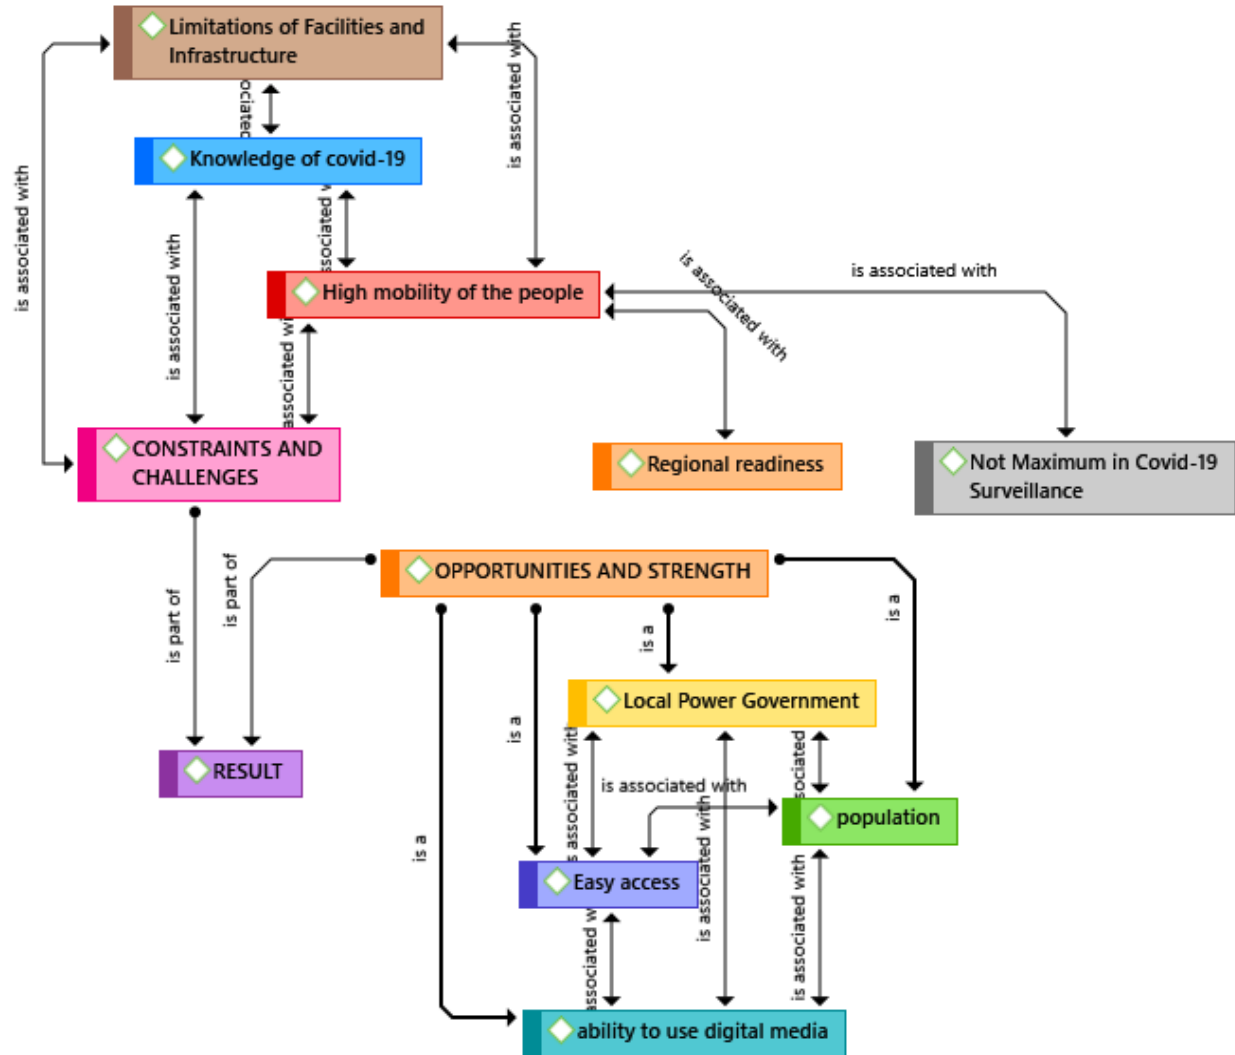 Limitations of Facilities and
Infrastructure
is associated with
is associated with
Knowledge of covid-19
is associated with
High mobility of the people
is associated with
is associated with
CONSTRAINTS AND
CHALLENGES
Regional readiness
Not Maximum in Covid-19
Surveillance
is part of
is part of
OPPORTUNITIES AND STRENGTH
is a
is a
is a
is a
Local Power Government
RESULT
is associated with
is associated with
population
Easy access
is associated with
is associated with
ability to use digital media